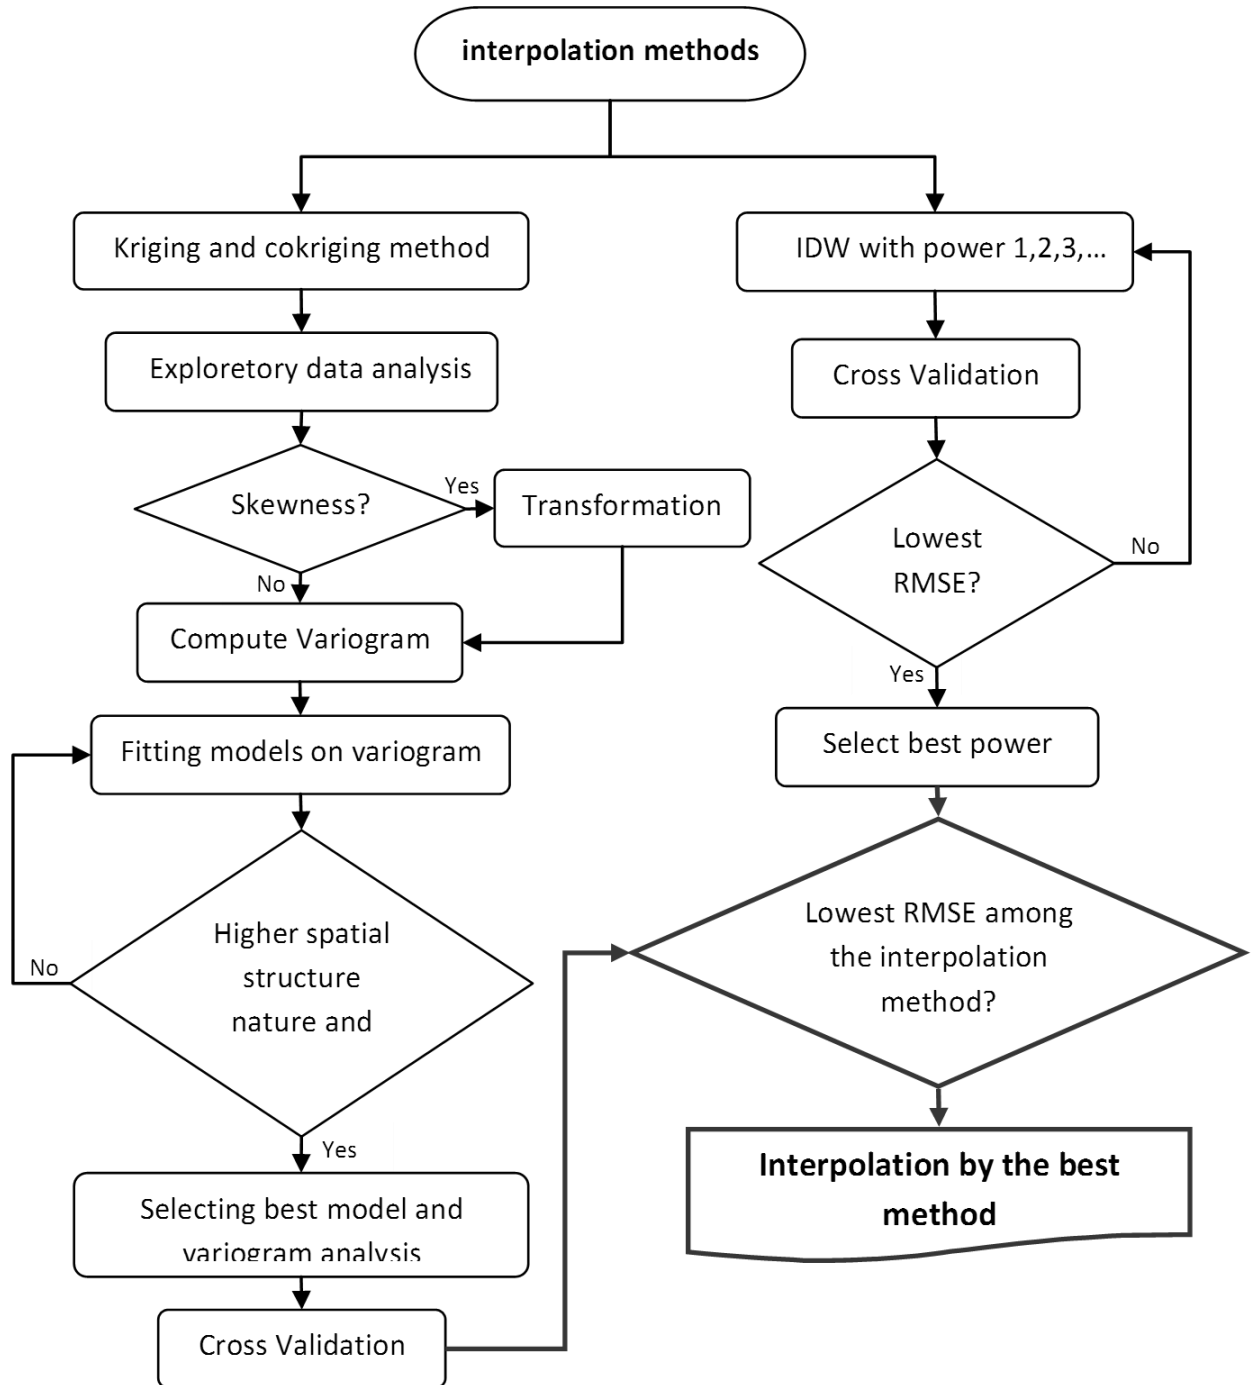 interpolation methods
Kriging and cokriging method
Exploretory data analysis
Skewness?
Yes
Transformation
No
Compute Variogram
Fitting models on variogram
Higher spatial
structure
nature and
No
Yes
Selecting best model and
variogram analysis
Cross Validation
IDW with power 1,2,3,...
Cross Validation
Lowest
RMSE?
No
Yes
Select best power
Lowest RMSE among
the interpolation
method?
Interpolation by the best
method